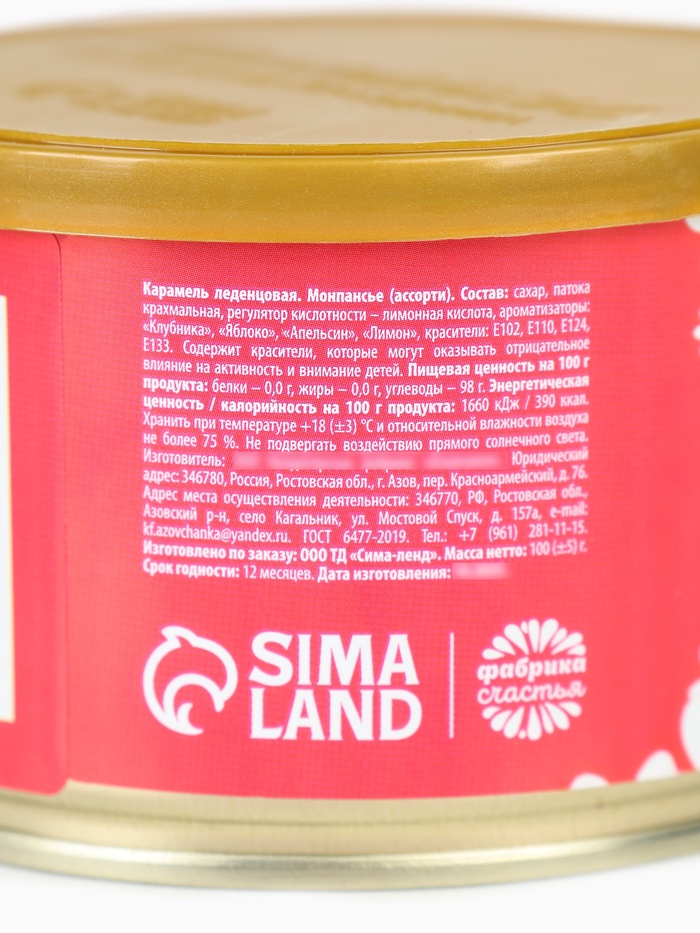 Карамель леденцовая. Монпансье (ассорти). Состав: сахар, патока
крахмальная, регулятор кислотности – лимонная кислота, ароматизаторы:
«Клубника», «Яблоко», «Апельсин», «Лимон», красители: Е102, Е110, Е124,
Е133. Содержит красители, которые могут оказывать отрицательное
влияние на активность и внимание детей. Пищевая ценность на 100 г
продукта: белки – 0,0 г, жиры – 0,0 г, углеводы – 98 г. Энергетическая
ценность / калорийность на 100 г продукта: 1660 кДж / 390 ккал.
Хранить при температуре +18 (±3) °С и относительной влажности воздуха
не более 75 %. Не подвергать воздействию прямого солнечного света.
Изготовитель: Юридический
адрес: 346780, Россия, Ростовская обл., г. Азов, пер. Красноармейский, д. 76.
Адрес места осуществления деятельности: 346770, РФ, Ростовская обл.,
Азовский р-н, село Кагальник, ул. Мостовой Спуск, д. 157а, e-mail:
kf.azovchanka@yandex.ru. ГОСТ 6477-2019. Тел.: +7 (961) 281-11-15.
Изготовлено по заказу: ООО ТД «Сима-ленд». Масса нетто: 100 (±5) г.
Срок годности: 12 месяцев. Дата изготовления:
SIMA
LAND
фабрика
счастья